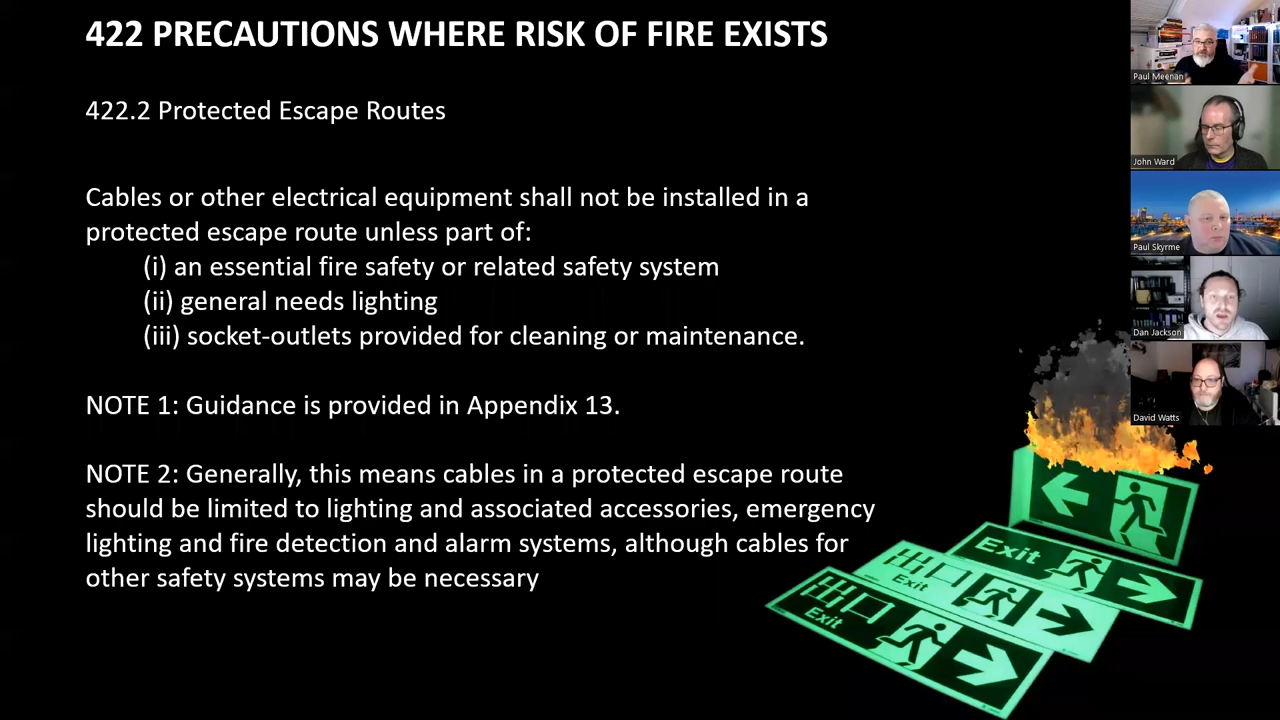 422 PRECAUTIONS WHERE RISK OF FIRE EXISTS
422.2 Protected Escape Routes
Cables or other electrical equipment shall not be installed in a
protected escape route unless part of:
(i) an essential fire safety or related safety system
(ii) general needs lighting
(iii) socket-outlets provided for cleaning or maintenance.
NOTE 1: Guidance is provided in Appendix 13.
NOTE 2: Generally, this means cables in a protected escape route
should be limited to lighting and associated accessories, emergency
lighting and fire detection and alarm systems, although cables for
other safety systems may be necessary
Paul Meenan
John Ward
Paul Skyrme
Dan Jackson
David Watts
Exit
出口
Exit
出口
Exit